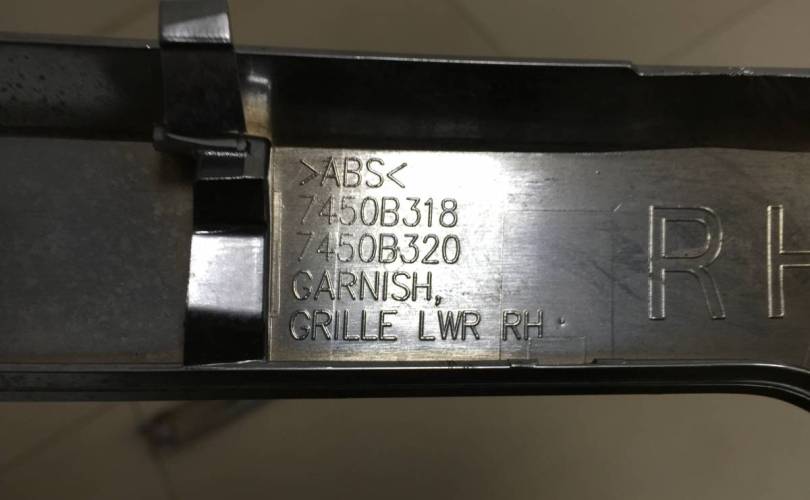 >ABS<
7450B318
7450B320
GARNISH,
GRILLE LWR RH
RH